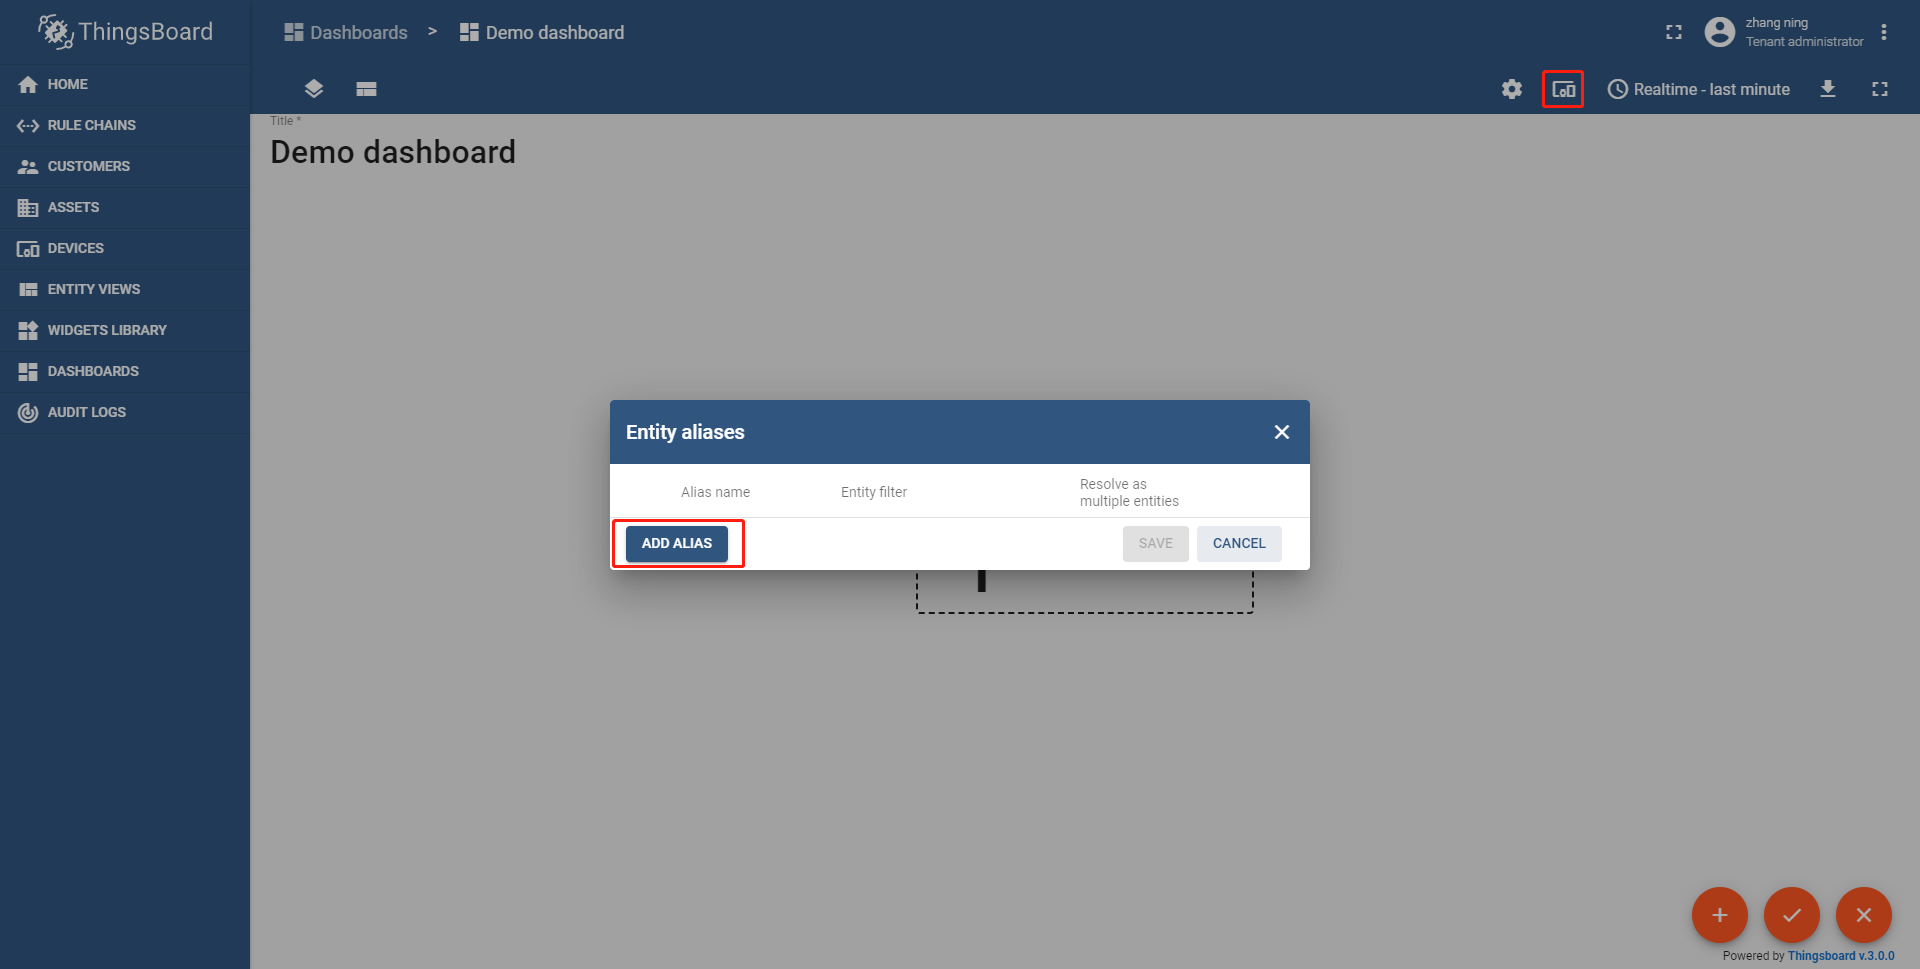 ThingsBoard
Dashboards > Demo dashboard
zhang ning
Tenant administrator
Realtime - last minute
HOME
RULE CHAINS
CUSTOMERS
ASSETS
DEVICES
ENTITY VIEWS
WIDGETS LIBRARY
DASHBOARDS
AUDIT LOGS
Title *
Demo dashboard
Entity aliases
Alias name
Entity filter
Resolve as
multiple entities
ADD ALIAS
SAVE
CANCEL
Powered by Thingsboard v.3.0.0